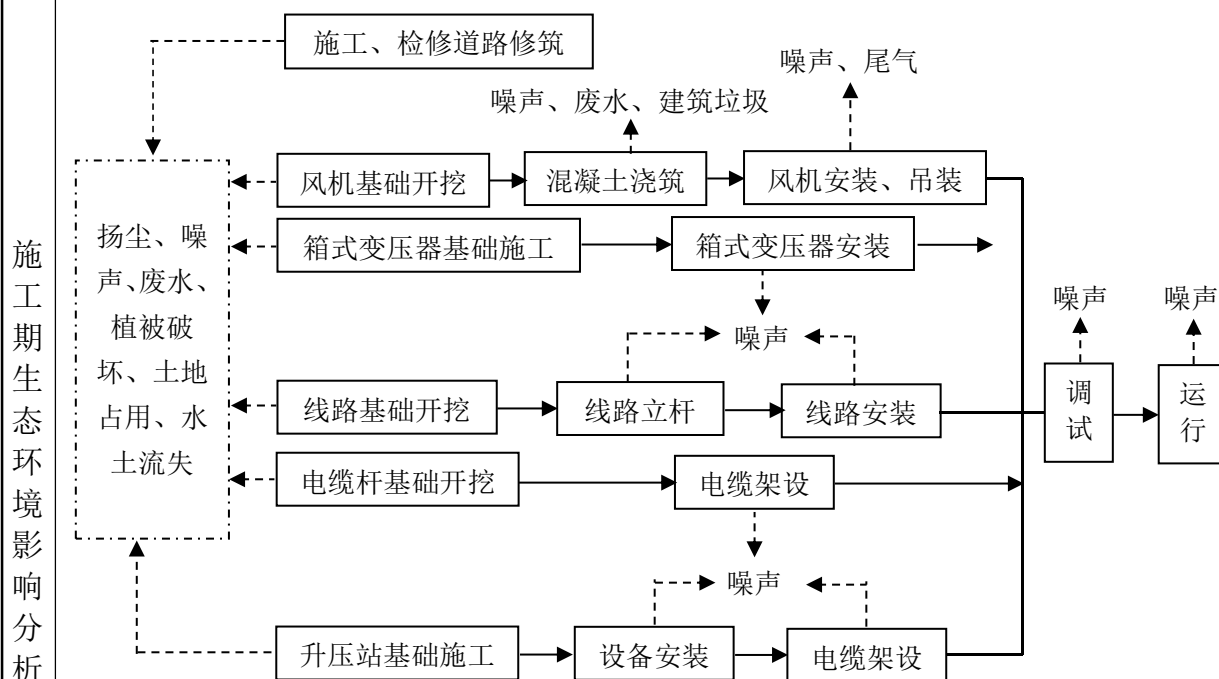 施工期生态环境影响分析
施工、检修道路修筑
噪声、尾气
噪声、废水、建筑垃圾
风机基础开挖
混凝土浇筑
风机安装、吊装
扬尘、噪
声、废水、
植被破
坏、土地
占用、水
土流失
箱式变压器基础施工
箱式变压器安装
噪声
噪声
噪声
线路基础开挖
线路立杆
线路安装
调试
运行
电缆杆基础开挖
电缆架设
噪声
升压站基础施工
设备安装
电缆架设